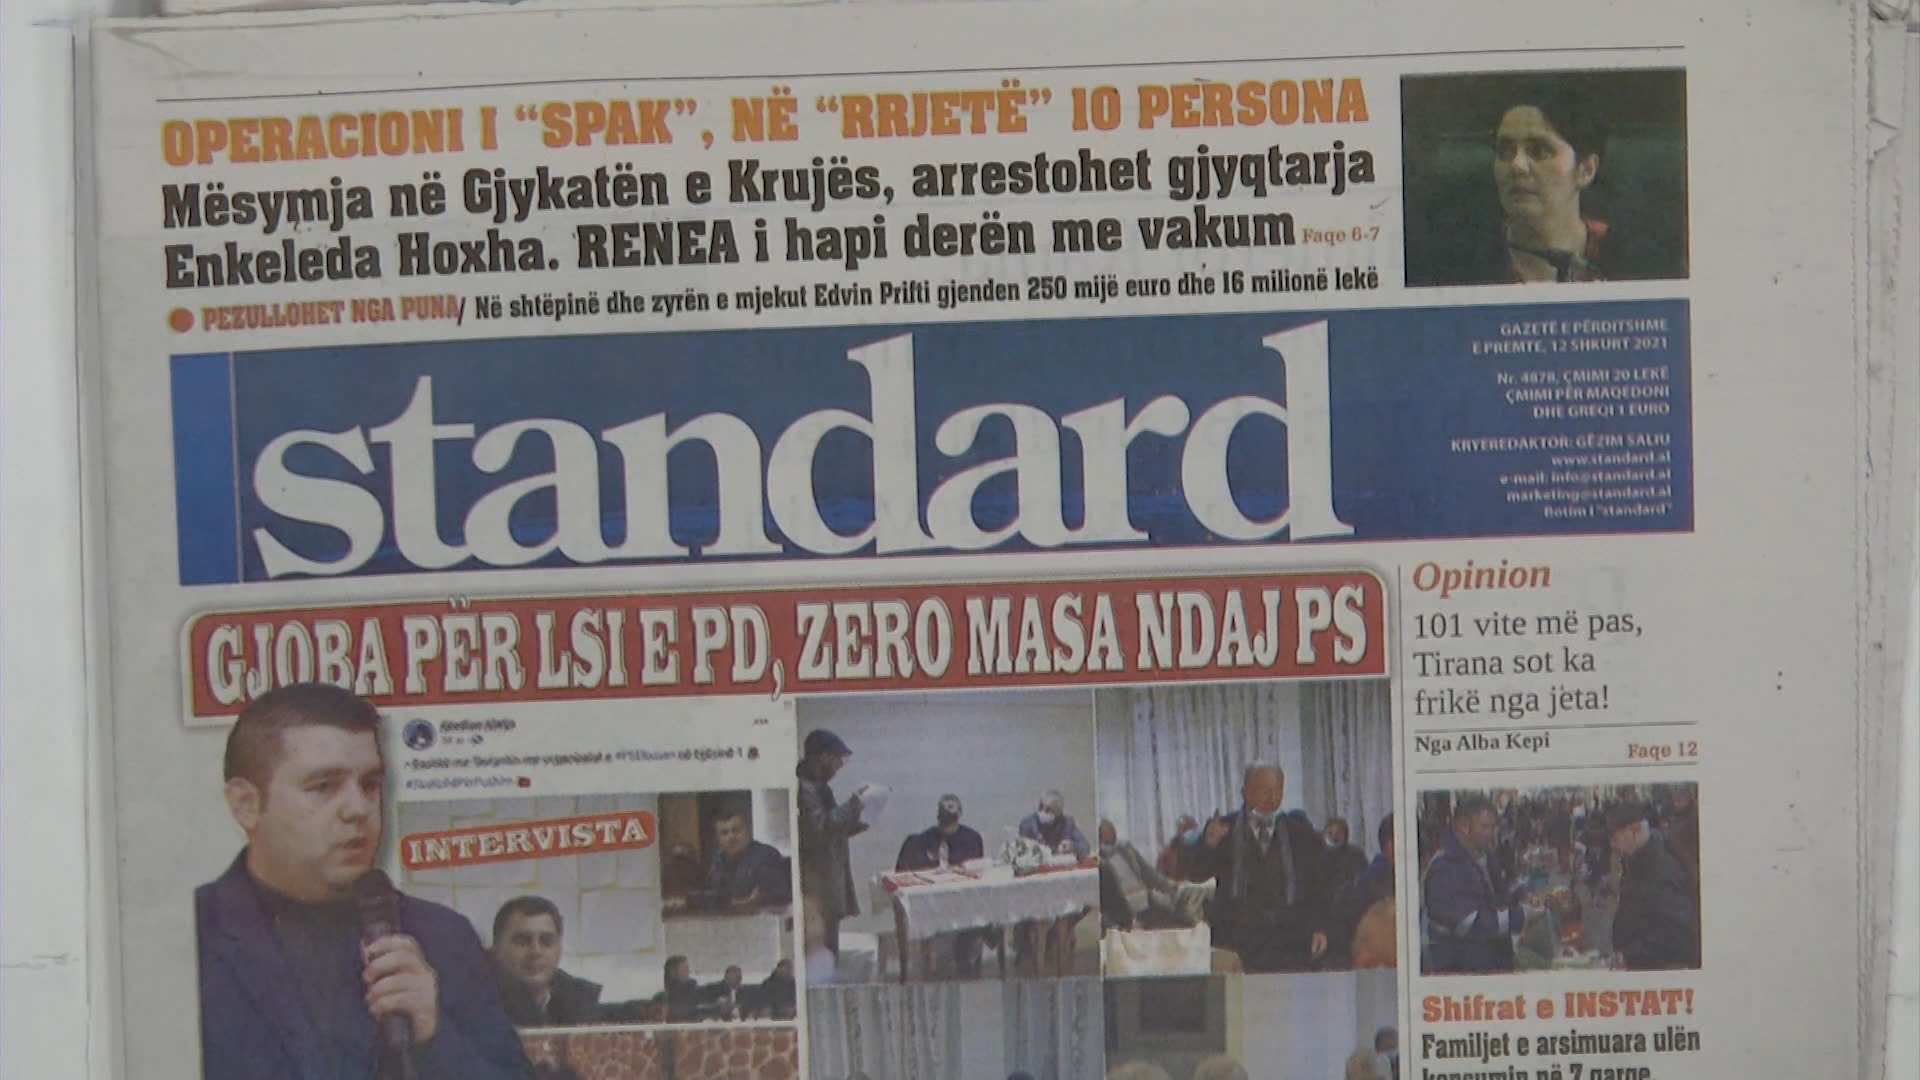 OPERACIONI I “SPAK”, NË “RRJETË” 10 PERSONA
Mësymja në Gjykatën e Krujës, arrestohet gjyqtarja
Enkeleda Hoxha. RENEA i hapi derën me vakum Faqe 6-7
PEZULLOHET NGA PUNA/ Në shtëpinë dhe zyrën e mjekut Edvin Prifti gjenden 250 mijë euro dhe 16 milionë lekë
standard
GAZETË E PËRDITSHME
E PREMTE, 12 SHKURT 2021
Nr. 4878, ÇMIMI 20 LEKË
ÇMIMI PËR MAQEDONI
DHE GREQI 1 EURO
KRYEREDAKTOR: GËZIM SALIU
www.standard.al
e-mail: info@standard.al
marketing@standard.al
Botim i "standard"
GJOBA PËR LSI E PD, ZERO MASA NDAJ PS
INTERVISTA
Opinion
101 vite më pas,
Tirana sot ka
frikë nga jeta!
Nga Alba Kepi
Faqe 12
Shifrat e INSTAT!
Familjet e arsimuara ulën
konsumin në 7 qarqe